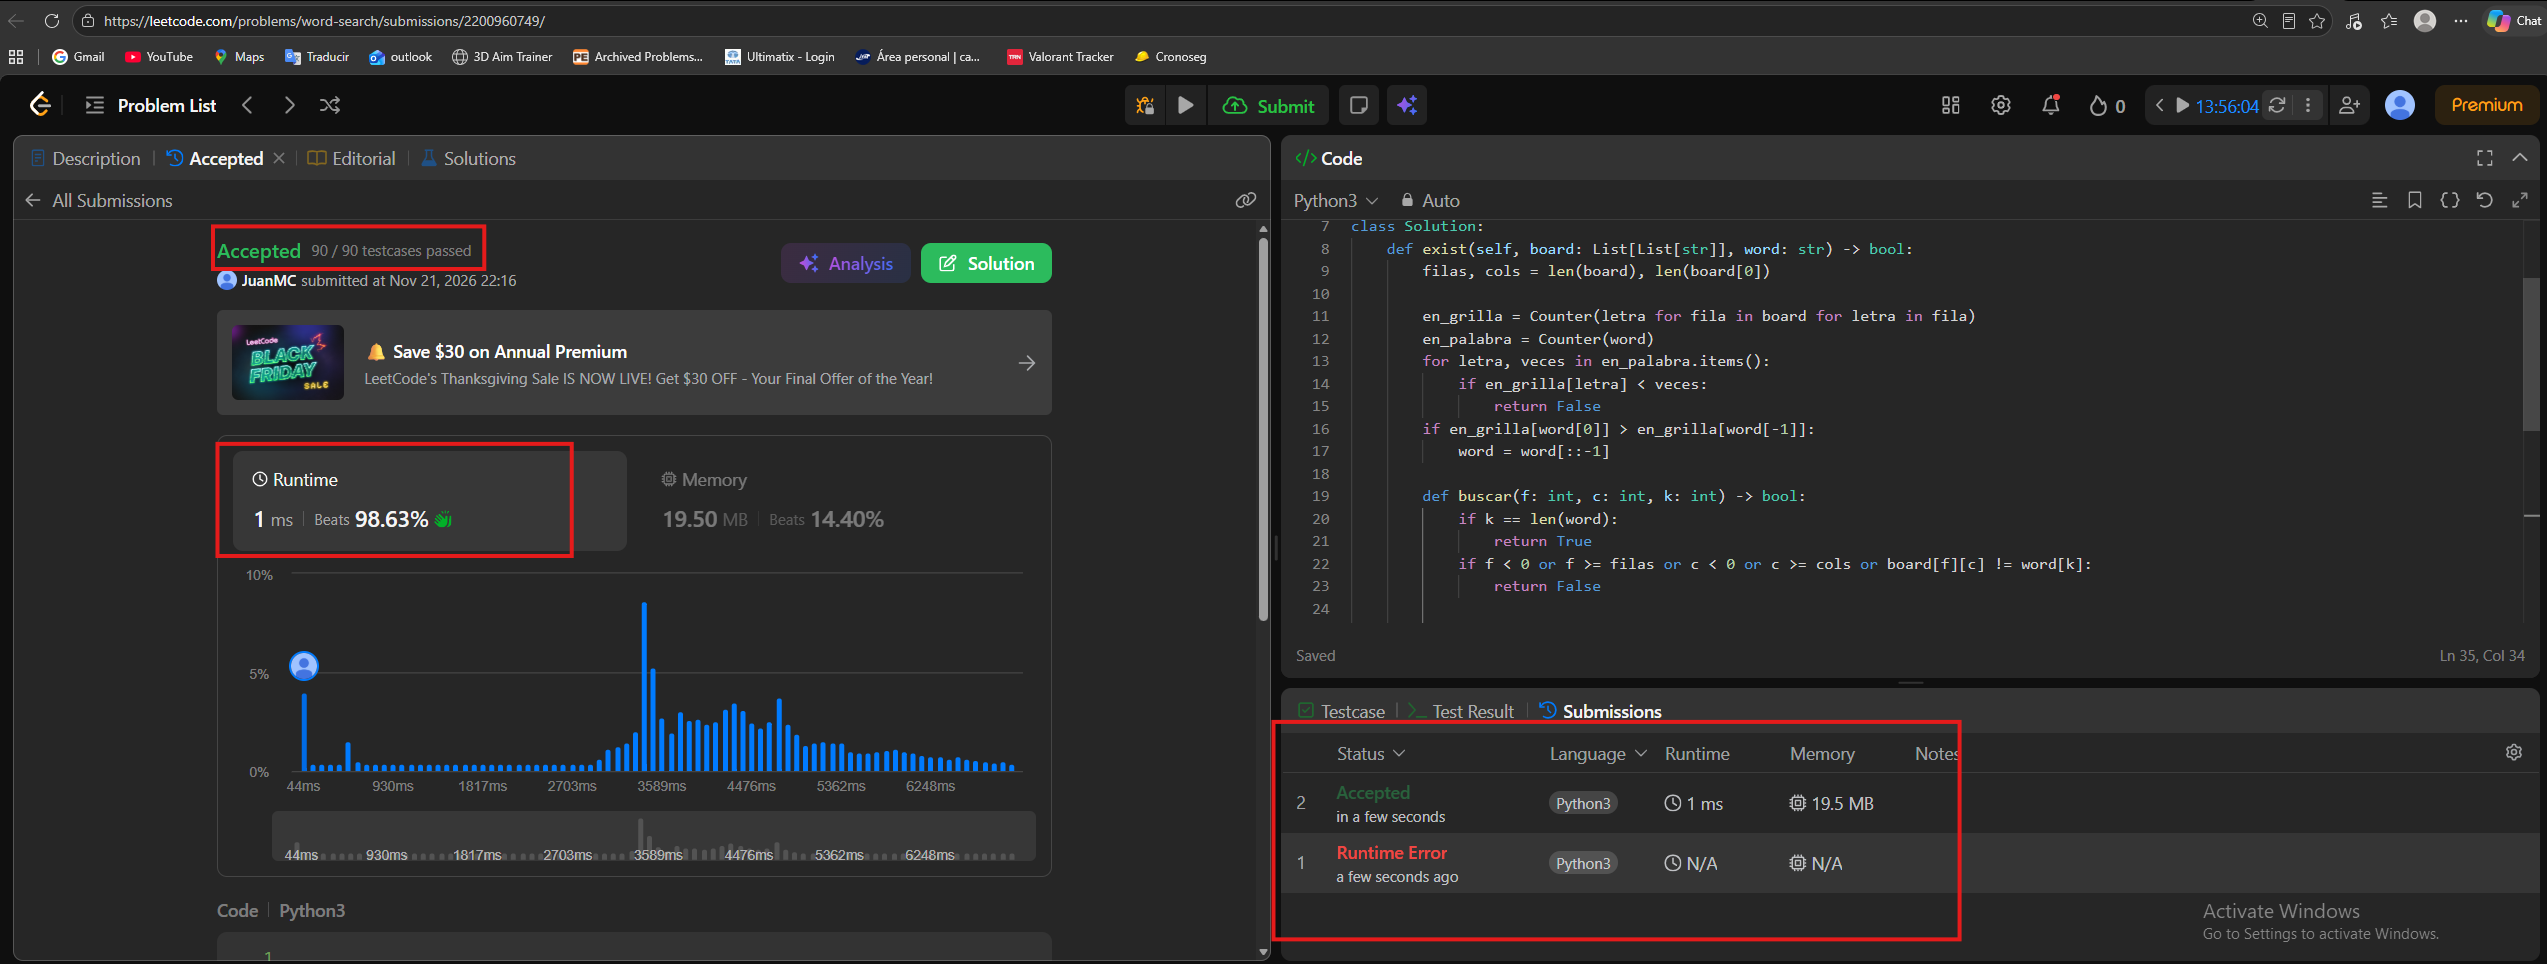 https://leetcode.com/problems/word-search/submissions/2200960749/
Chat
Gmail
YouTube
Maps
Traducir
outlook
3D Aim Trainer
Archived Problems...
Ultimatix - Login
Área personal | ca...
Valorant Tracker
Cronoseg
Problem List
Submit
0
13:56:04
Premium
Description
Accepted
Editorial
Solutions
All Submissions
Accepted 90 / 90 testcases passed
JuanMC submitted at Nov 21, 2026 22:16
Analysis
Solution
LeetCode
BLACK
FRIDAY
SALE
Save $30 on Annual Premium
LeetCode's Thanksgiving Sale IS NOW LIVE! Get $30 OFF - Your Final Offer of the Year!
Runtime
1 ms Beats 98.63%
Memory
19.50 MB Beats 14.40%
10%
5%
0%
44ms 930ms 1817ms 2703ms 3589ms 4476ms 5362ms 6248ms
44ms 930ms 1817ms 2703ms 3589ms 4476ms 5362ms 6248ms
Code Python3
1
Code
Python3 Auto
7 class Solution:
8 def exist(self, board: List[List[str]], word: str) -> bool:
9 filas, cols = len(board), len(board[0])
10
11 en_grilla = Counter(letra for fila in board for letra in fila)
12 en_palabra = Counter(word)
13 for letra, veces in en_palabra.items():
14 if en_grilla[letra] < veces:
15 return False
16 if en_grilla[word[0]] > en_grilla[word[-1]]:
17 word = word[::-1]
18
19 def buscar(f: int, c: int, k: int) -> bool:
20 if k == len(word):
21 return True
22 if f < 0 or f >= filas or c < 0 or c >= cols or board[f][c] != word[k]:
23 return False
24
Saved
Ln 35, Col 34
Testcase
Test Result
Submissions
Status Language Runtime Memory Notes
2 Accepted Python3 1 ms 19.5 MB
in a few seconds
1 Runtime Error Python3 N/A N/A
a few seconds ago
Activate Windows
Go to Settings to activate Windows.